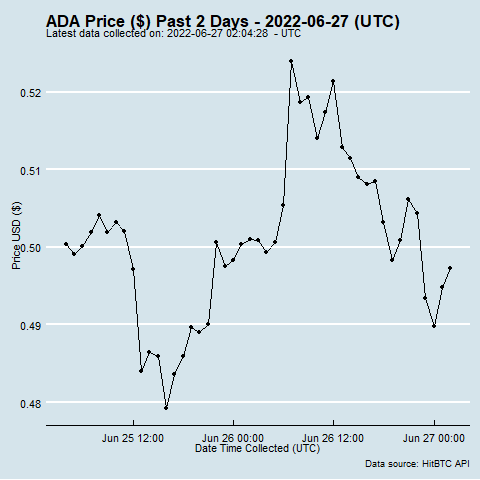 ADA Price ($) Past 2 Days - 2022-06-27 (UTC)
Latest data collected on: 2022-06-27 02:04:28  - UTC
0.52
0.51
0.50
0.49
0.48
Price USD ($)
Jun 25 12:00
Jun 26 00:00
Jun 26 12:00
Jun 27 00:00
Date Time Collected (UTC)
Data source: HitBTC API